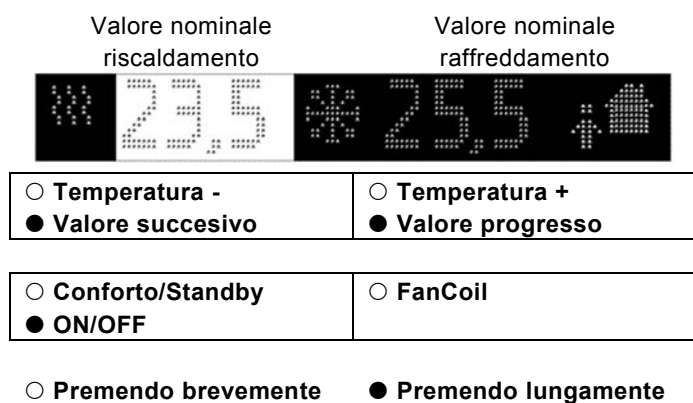 Valore nominale Valore nominale
riscaldamento raffreddamento
23,5 25,5
○ Temperatura - ○ Temperatura +
● Valore succesivo ● Valore progresso
○ Conforto/Standby ○ FanCoil
● ON/OFF
○ Premendo brevemente ● Premendo lungamente